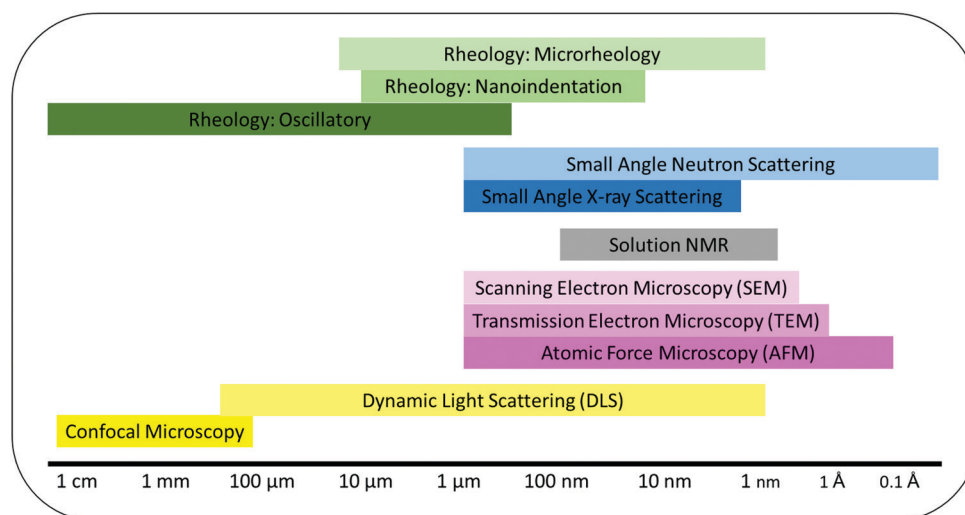 Rheology: Microrheology
Rheology: Nanoindentation
Rheology: Oscillatory
Small Angle Neutron Scattering
Small Angle X-ray Scattering
Solution NMR
Scanning Electron Microscopy (SEM)
Transmission Electron Microscopy (TEM)
Atomic Force Microscopy (AFM)
Dynamic Light Scattering (DLS)
Confocal Microscopy
1 cm 1 mm 100 μm 10 μm 1 μm 100 nm 10 nm 1 nm 1 Å 0.1 Å